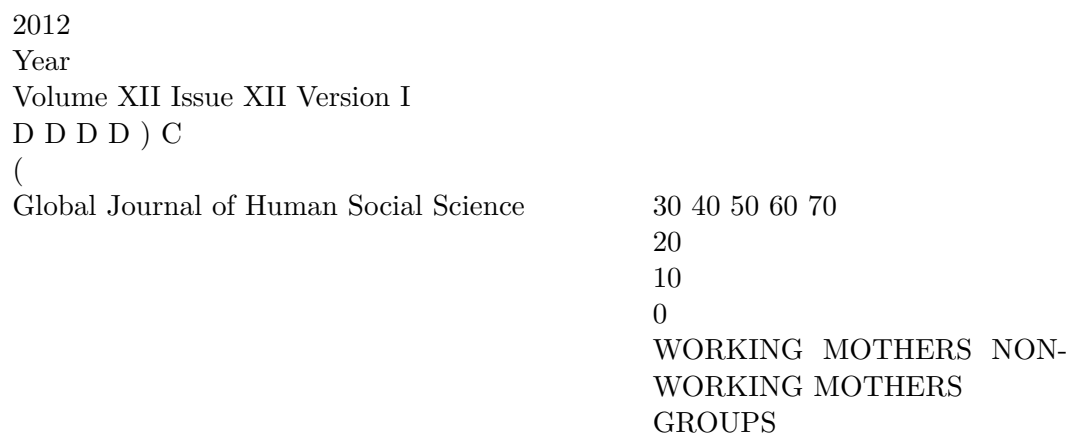 2012
Year
Volume XII Issue XII Version I
D D D D ) C
(
Global Journal of Human Social Science 30 40 50 60 70
20
10
0
WORKING MOTHERS NON-
WORKING MOTHERS
GROUPS